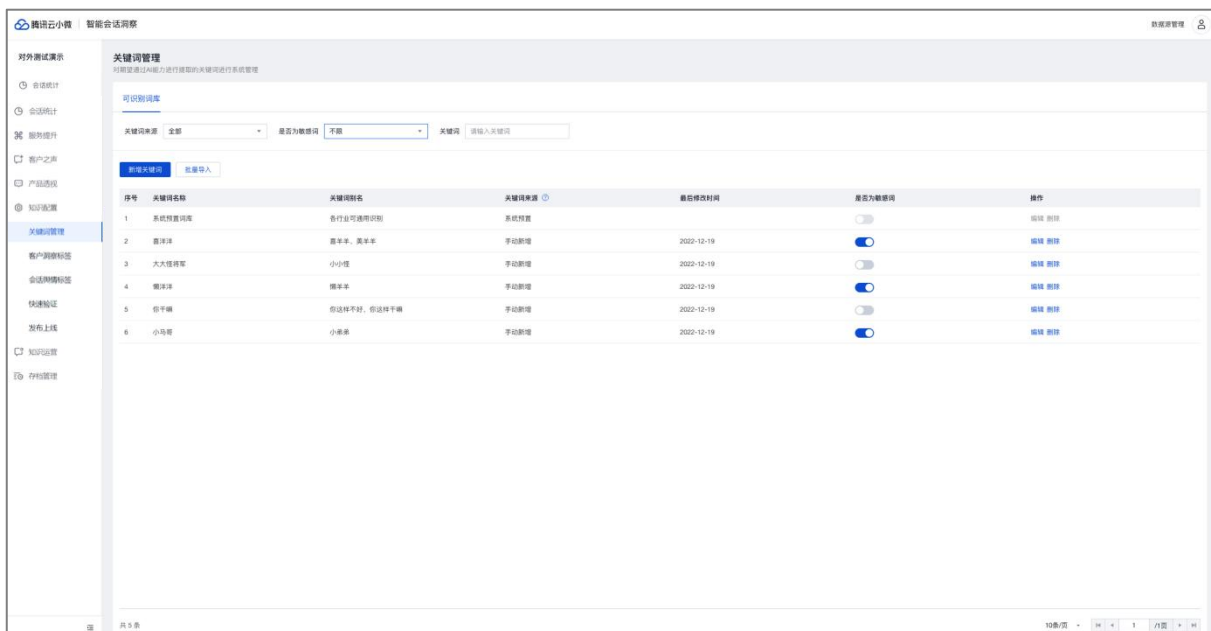 腾讯云小微 智能会话洞察 数据源管理
对外测试演示
会话统计
会话统计
服务提升
客户之声
产品透视
知识配置
关键词管理
客户洞察标签
会话舆情标签
快速验证
发布上线
知识运营
存档管理
关键词管理
对期望通过AI能力进行提取的关键词进行系统管理
可识别词库
关键词来源 全部 是否为敏感词 不限 关键词 请输入关键词
新增关键词 批量导入
序号 关键词名称 关键词别名 关键词来源 最后修改时间 是否为敏感词 操作
1 系统预置词库 各行业可通用识别 系统预置 编辑 删除
2 喜洋洋 喜羊羊，美羊羊 手动新增 2022-12-19 编辑 删除
3 大大怪将军 小小怪 手动新增 2022-12-19 编辑 删除
4 懒洋洋 懒羊羊 手动新增 2022-12-19 编辑 删除
5 你干嘛 你这样不好，你这样干嘛 手动新增 2022-12-19 编辑 删除
6 小马哥 小弟弟 手动新增 2022-12-19 编辑 删除
共 5 条 10条/页 1 /1页